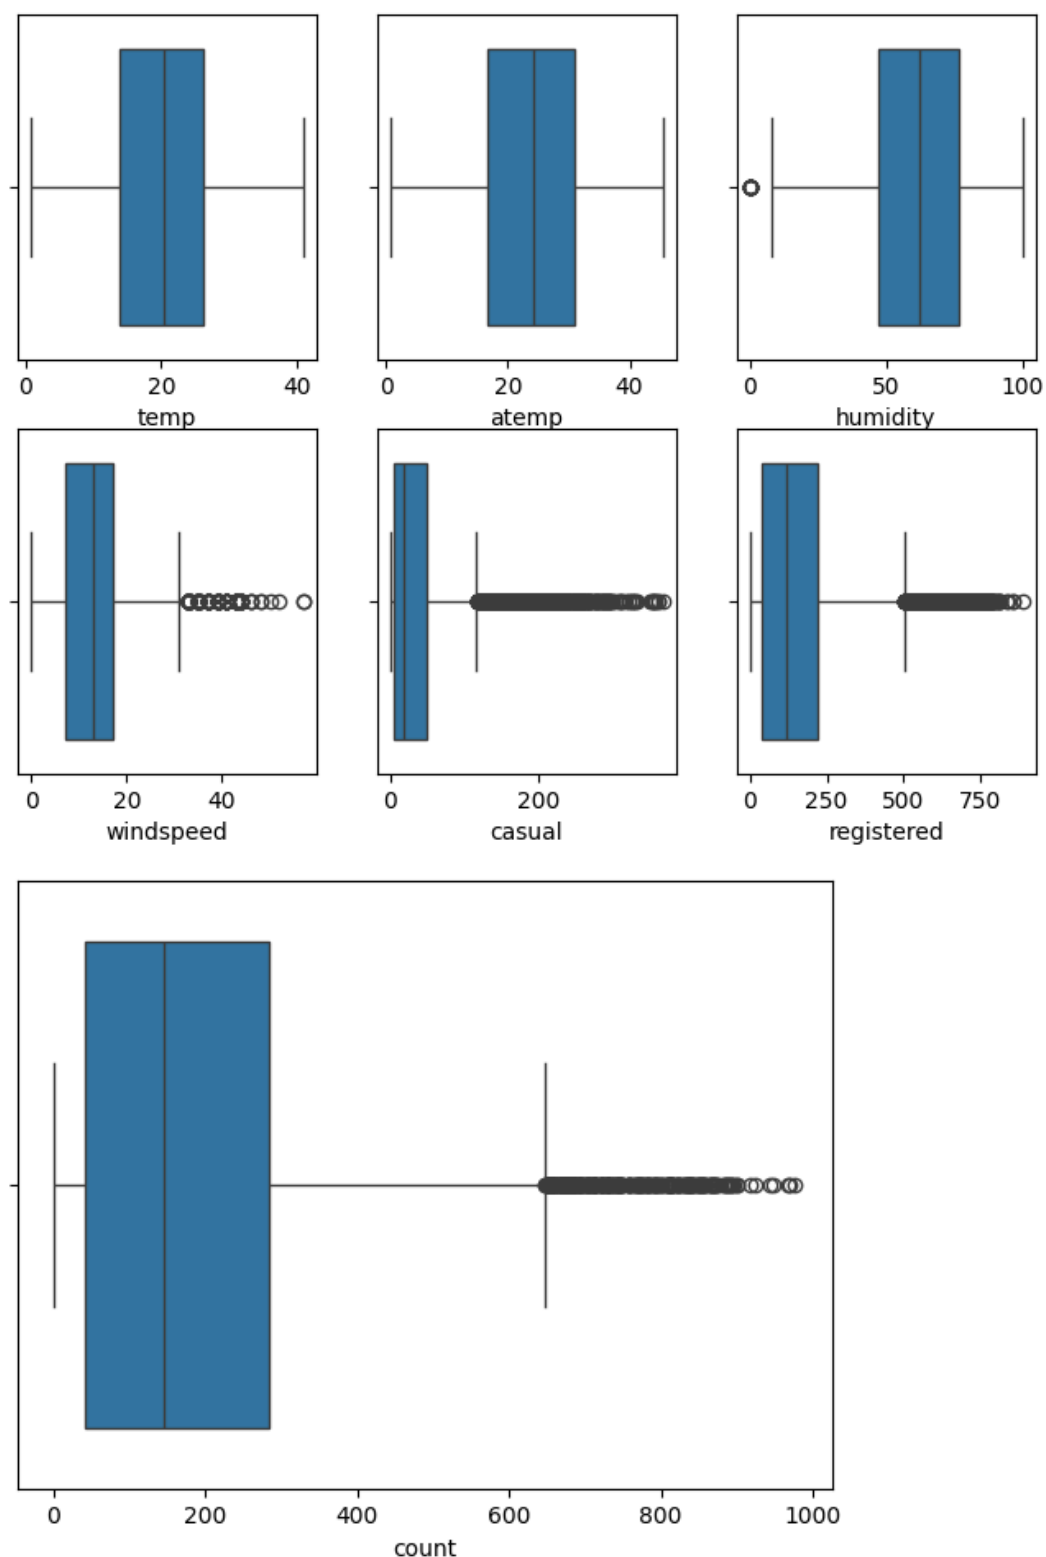 0 20 40 0 20 40 0 50 100
temp atemp humidity
0 20 40 0 200 0 250 500 750
windspeed casual registered
0 200 400 600 800 1000
count